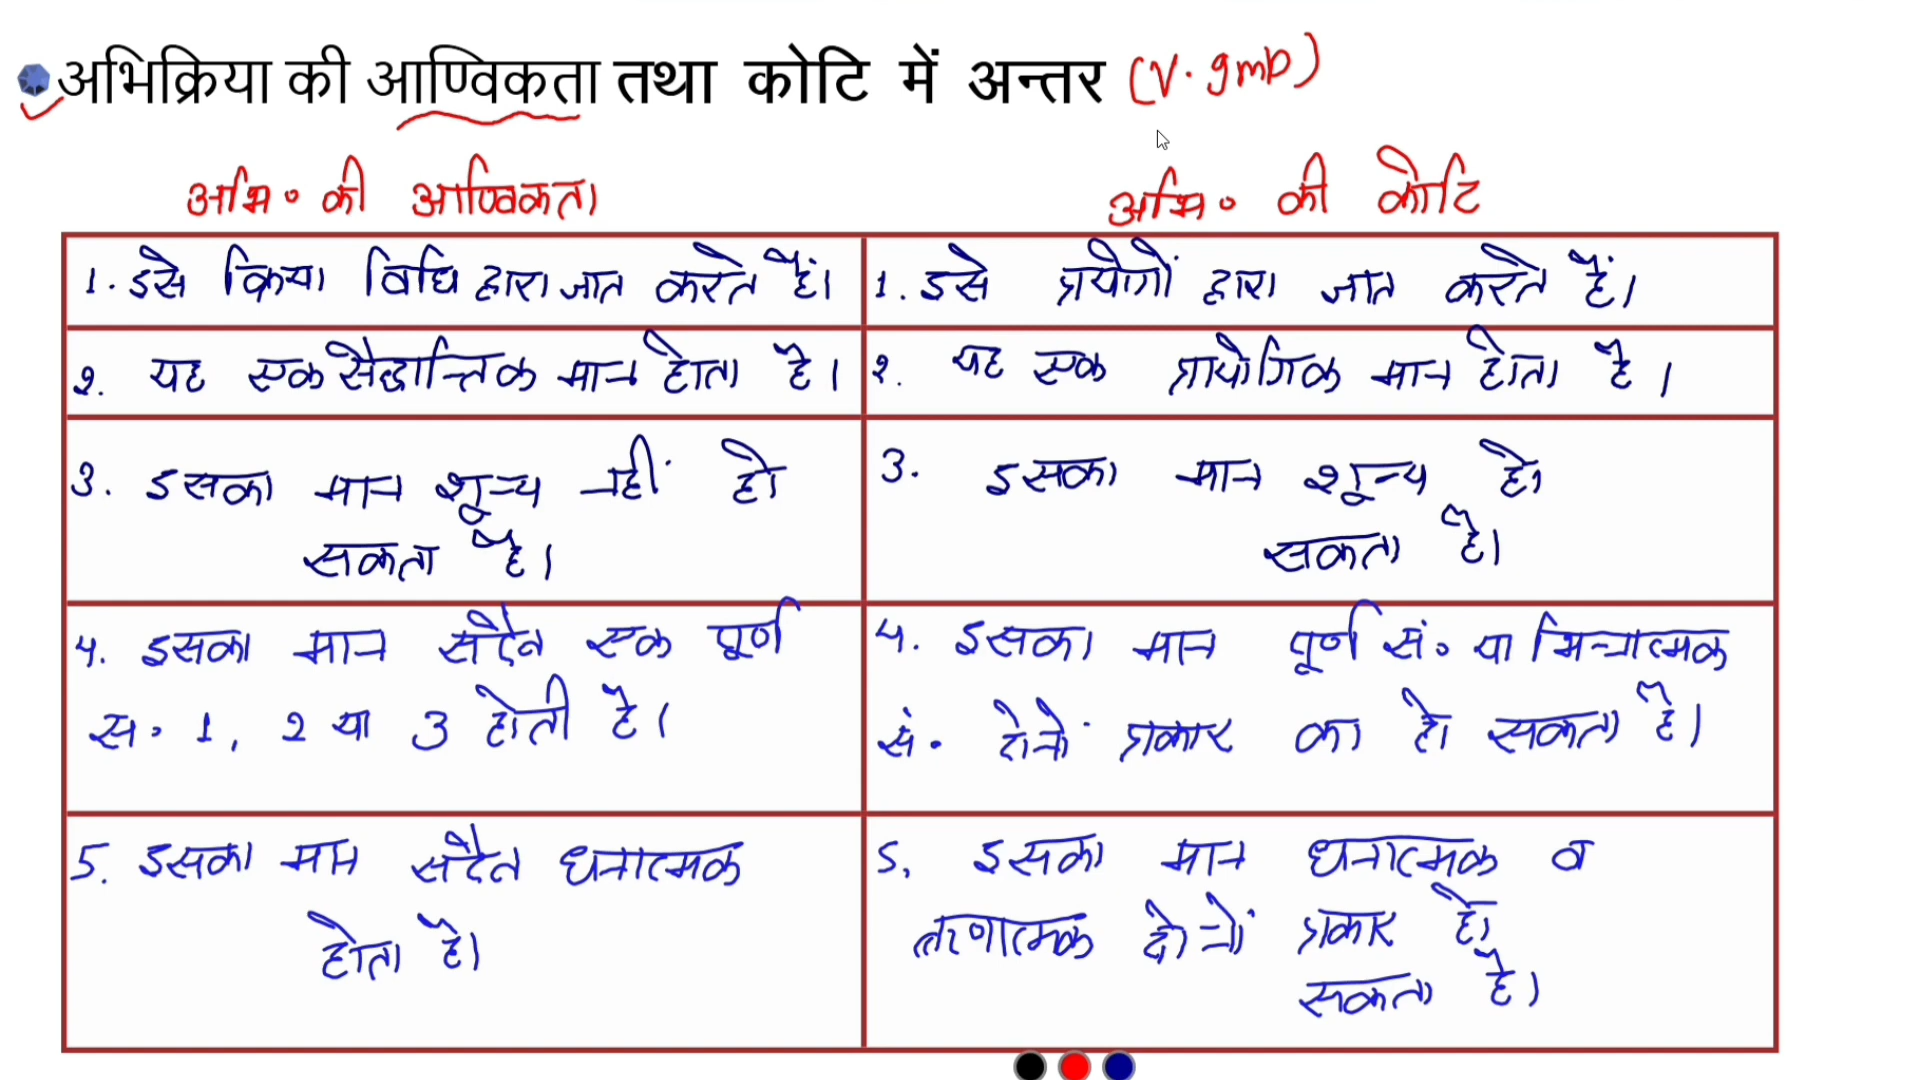 अभिक्रिया की आण्विकता तथा कोटि में अन्तर (V. Imp)
अभि० की आण्विकता
अभि० की कोटि
1. इसे क्रिया विधि द्वारा ज्ञात करते हैं।
1. इसे प्रयोगों द्वारा ज्ञात करते हैं।
2. यह एक सैद्धान्तिक मान होता है।
2. यह एक प्रायोगिक मान होता है।
3. इसका मान शून्य नहीं हो
सकता है।
3. इसका मान शून्य हो
सकता है।
4. इसका मान सदैव एक पूर्ण
सं॰ 1, 2 या 3 होती है।
4. इसका मान पूर्ण सं॰ या भिन्नात्मक
सं॰ दोनों प्रकार का हो सकता है।
5. इसका मान सदैव धनात्मक
होता है।
5. इसका मान धनात्मक व
ऋणात्मक दोनों प्रकार हो
सकता है।